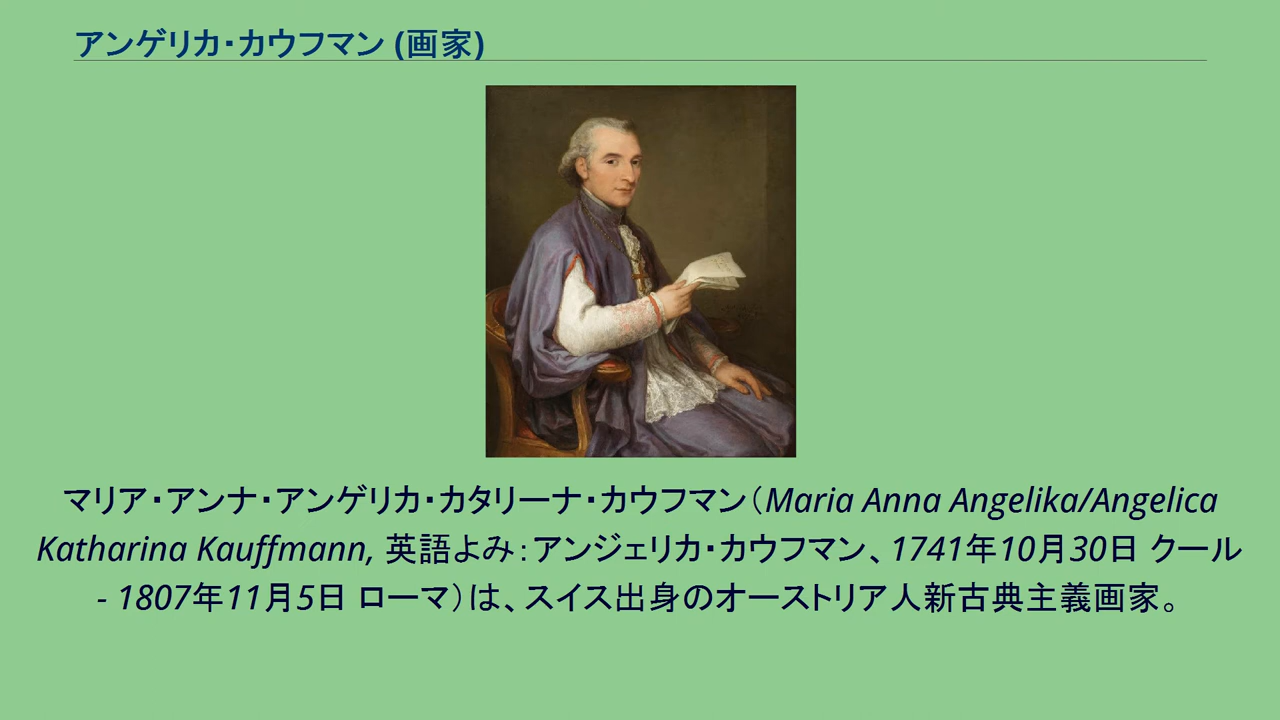 アンゲリカ・カウフマン (画家)
マリア・アンナ・アンゲリカ・カタリーナ・カウフマン（Maria Anna Angelika/Angelica
Katharina Kauffmann, 英語よみ：アンジェリカ・カウフマン、1741年10月30日 クール
- 1807年11月5日 ローマ）は、スイス出身のオーストリア人新古典主義画家。